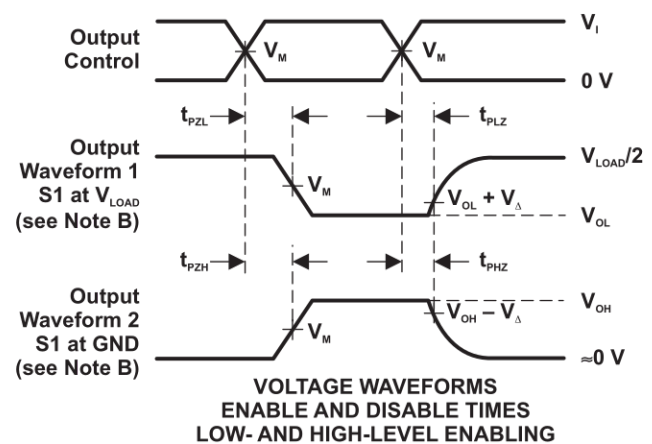 Output
Control
V_M
V_M
V_I
0 V
t_PZL
t_PLZ
Output
Waveform 1
S1 at V_LOAD
(see Note B)
V_M
V_OL + V_Δ
V_LOAD/2
V_OL
t_PZH
t_PHZ
Output
Waveform 2
S1 at GND
(see Note B)
V_M
V_OH – V_Δ
V_OH
≈0 V
VOLTAGE WAVEFORMS
ENABLE AND DISABLE TIMES
LOW- AND HIGH-LEVEL ENABLING